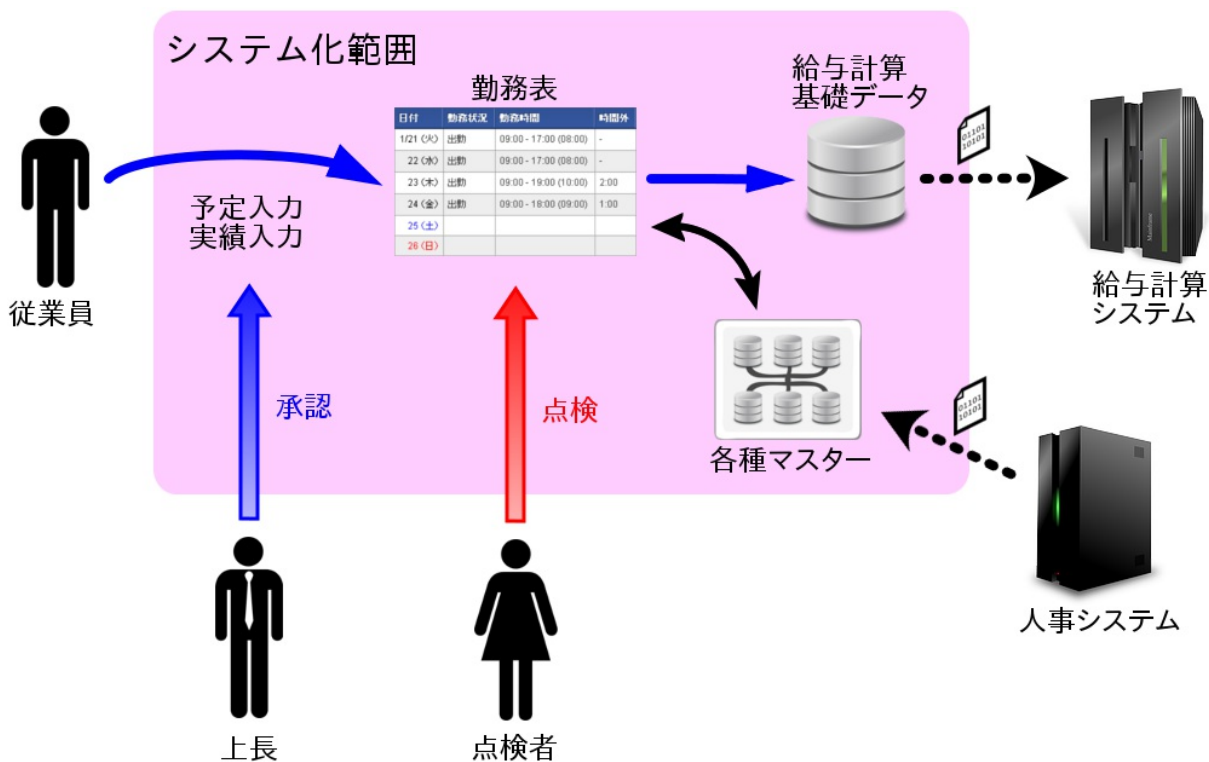 システム化範囲
勤務表
日付 勤務状況 勤務時間 時間外
1/21 (火) 出勤 09:00 - 17:00 (08:00) -
22 (水) 出勤 09:00 - 17:00 (08:00) -
23 (木) 出勤 09:00 - 19:00 (10:00) 2:00
24 (金) 出勤 09:00 - 18:00 (09:00) 1:00
25 (土)
26 (日)
給与計算
基礎データ
01101
10101
Mainframe
給与計算
システム
従業員
予定入力
実績入力
承認
点検
各種マスター
01101
10101
人事システム
上長
点検者